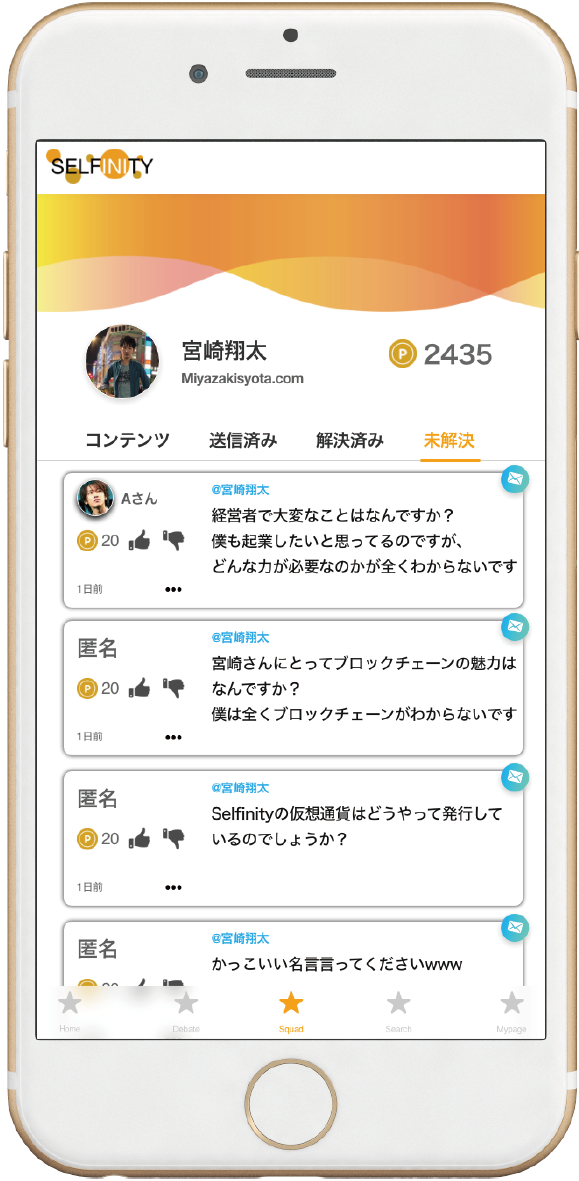 SELFINITY
宮崎翔太
P 2435
Miyazakisyota.com
コンテンツ 送信済み 解決済み 未解決
Aさん
P 20
1日前 •••
@宮崎翔太
経営者で大変なことはなんですか？
僕も起業したいと思ってるのですが、
どんな力が必要なのかが全くわからないです
匿名
P 20
1日前 •••
@宮崎翔太
宮崎さんにとってブロックチェーンの魅力は
なんですか？
僕は全くブロックチェーンがわからないです
匿名
P 20
1日前 •••
@宮崎翔太
Selfinityの仮想通貨はどうやって発行して
いるのでしょうか？
匿名
P 20
@宮崎翔太
かっこいい名言言ってくださいwww
Home Debate Squad Search Mypage